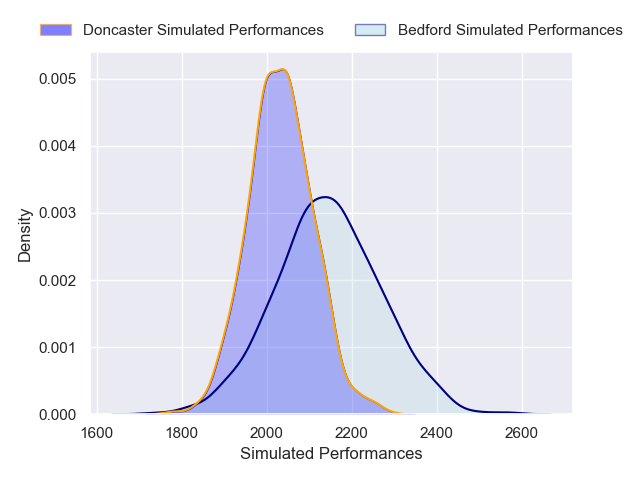 Doncaster Simulated Performances
Bedford Simulated Performances
0.005
0.004
0.003
0.002
0.001
0.000
Density
1600 1800 2000 2200 2400 2600
Simulated Performances